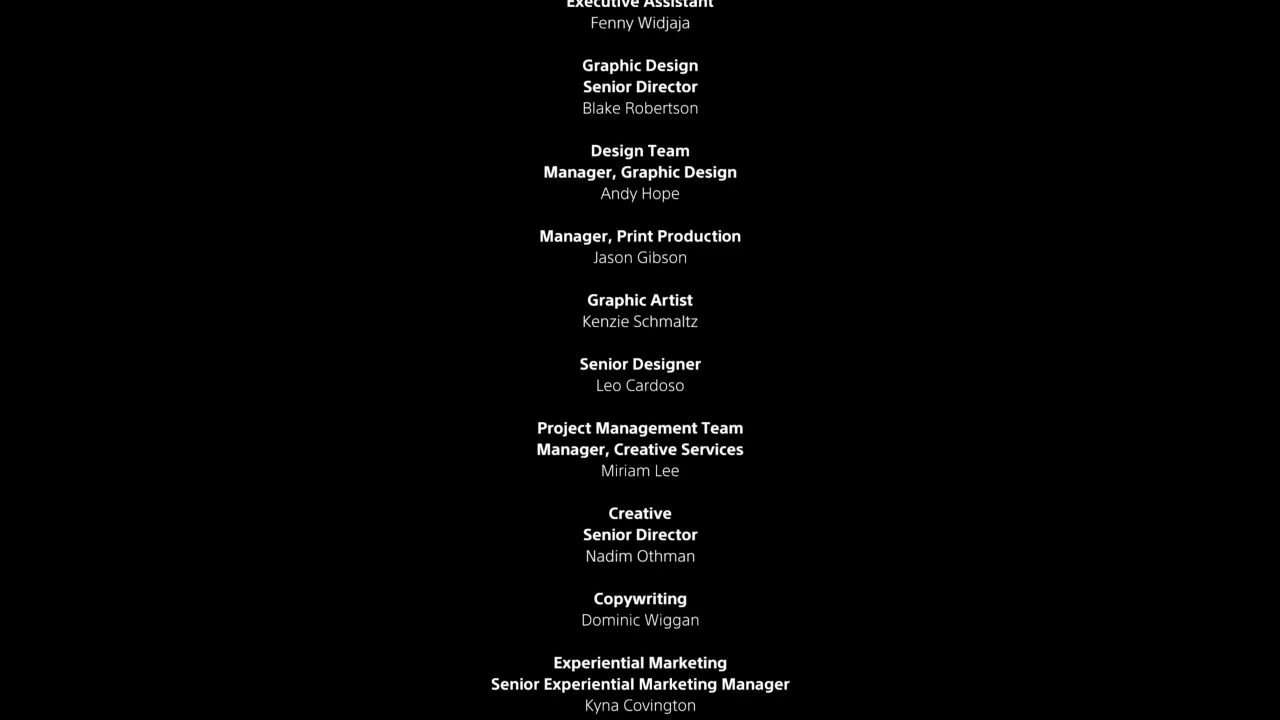 Executive Assistant
Fenny Widjaja
Graphic Design
Senior Director
Blake Robertson
Design Team
Manager, Graphic Design
Andy Hope
Manager, Print Production
Jason Gibson
Graphic Artist
Kenzie Schmaltz
Senior Designer
Leo Cardoso
Project Management Team
Manager, Creative Services
Miriam Lee
Creative
Senior Director
Nadim Othman
Copywriting
Dominic Wiggan
Experiential Marketing
Senior Experiential Marketing Manager
Kyna Covington